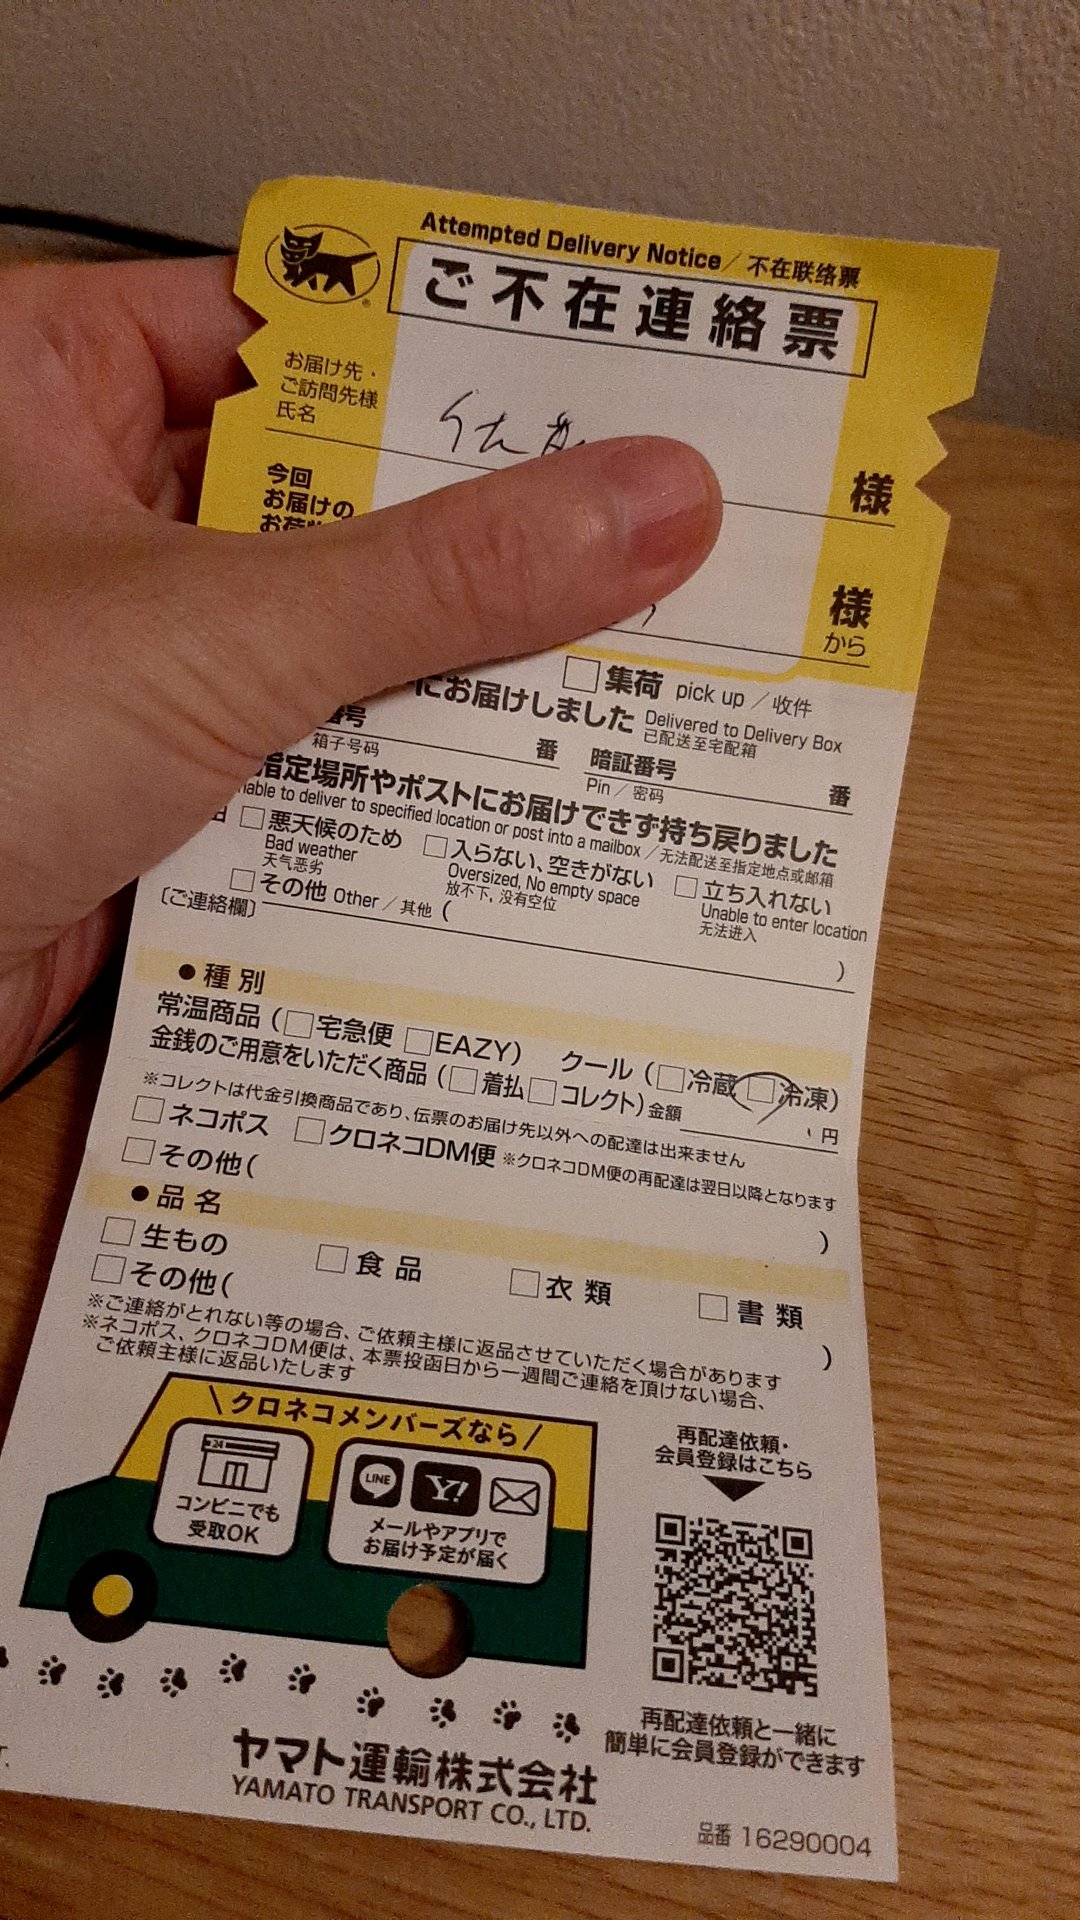 Attempted Delivery Notice／不在联络票
ご不在連絡票
お届け先・
ご訪問先様
氏名
佐
様
今回
お届けの
様
から
□集荷 pick up／收件
にお届けしました Delivered to Delivery Box
已配送至宅配箱
番号
箱子号码
番
暗証番号
Pin／密码
番
指定場所やポストにお届けできず持ち戻りました
to deliver to specified location or post into a mailbox／无法配送至指定地点或邮箱
□悪天候のため
Bad weather
天气恶劣
□入らない、空きがない
Oversized, No empty space
放不下, 没有空位
□立ち入れない
Unable to enter location
无法进入
□その他 Other／其他 (
〔ご連絡欄〕
)
●種別
常温商品 (□宅急便 □EAZY) クール (□冷蔵 □冷凍)
金銭のご用意をいただく商品 (□着払 □コレクト) 金額 円
※コレクトは代金引換商品であり、伝票のお届け先以外への配達は出来ません
□ネコポス □クロネコDM便 ※クロネコDM便の再配達は翌日以降となります
□その他( )
●品名
□生もの □食品 □衣類 □書類
□その他( )
※ご連絡がとれない等の場合、ご依頼主様に返品させていただく場合があります
※ネコポス、クロネコDM便は、本票投函日から一週間ご連絡を頂けない場合、
ご依頼主様に返品いたします
\クロネコメンバーズなら/
24
コンビニでも
受取OK
LINE
Y!
メールやアプリで
お届け予定が届く
再配達依頼・
会員登録はこちら
再配達依頼と一緒に
簡単に会員登録ができます
ヤマト運輸株式会社
YAMATO TRANSPORT CO., LTD.
品番 16290004